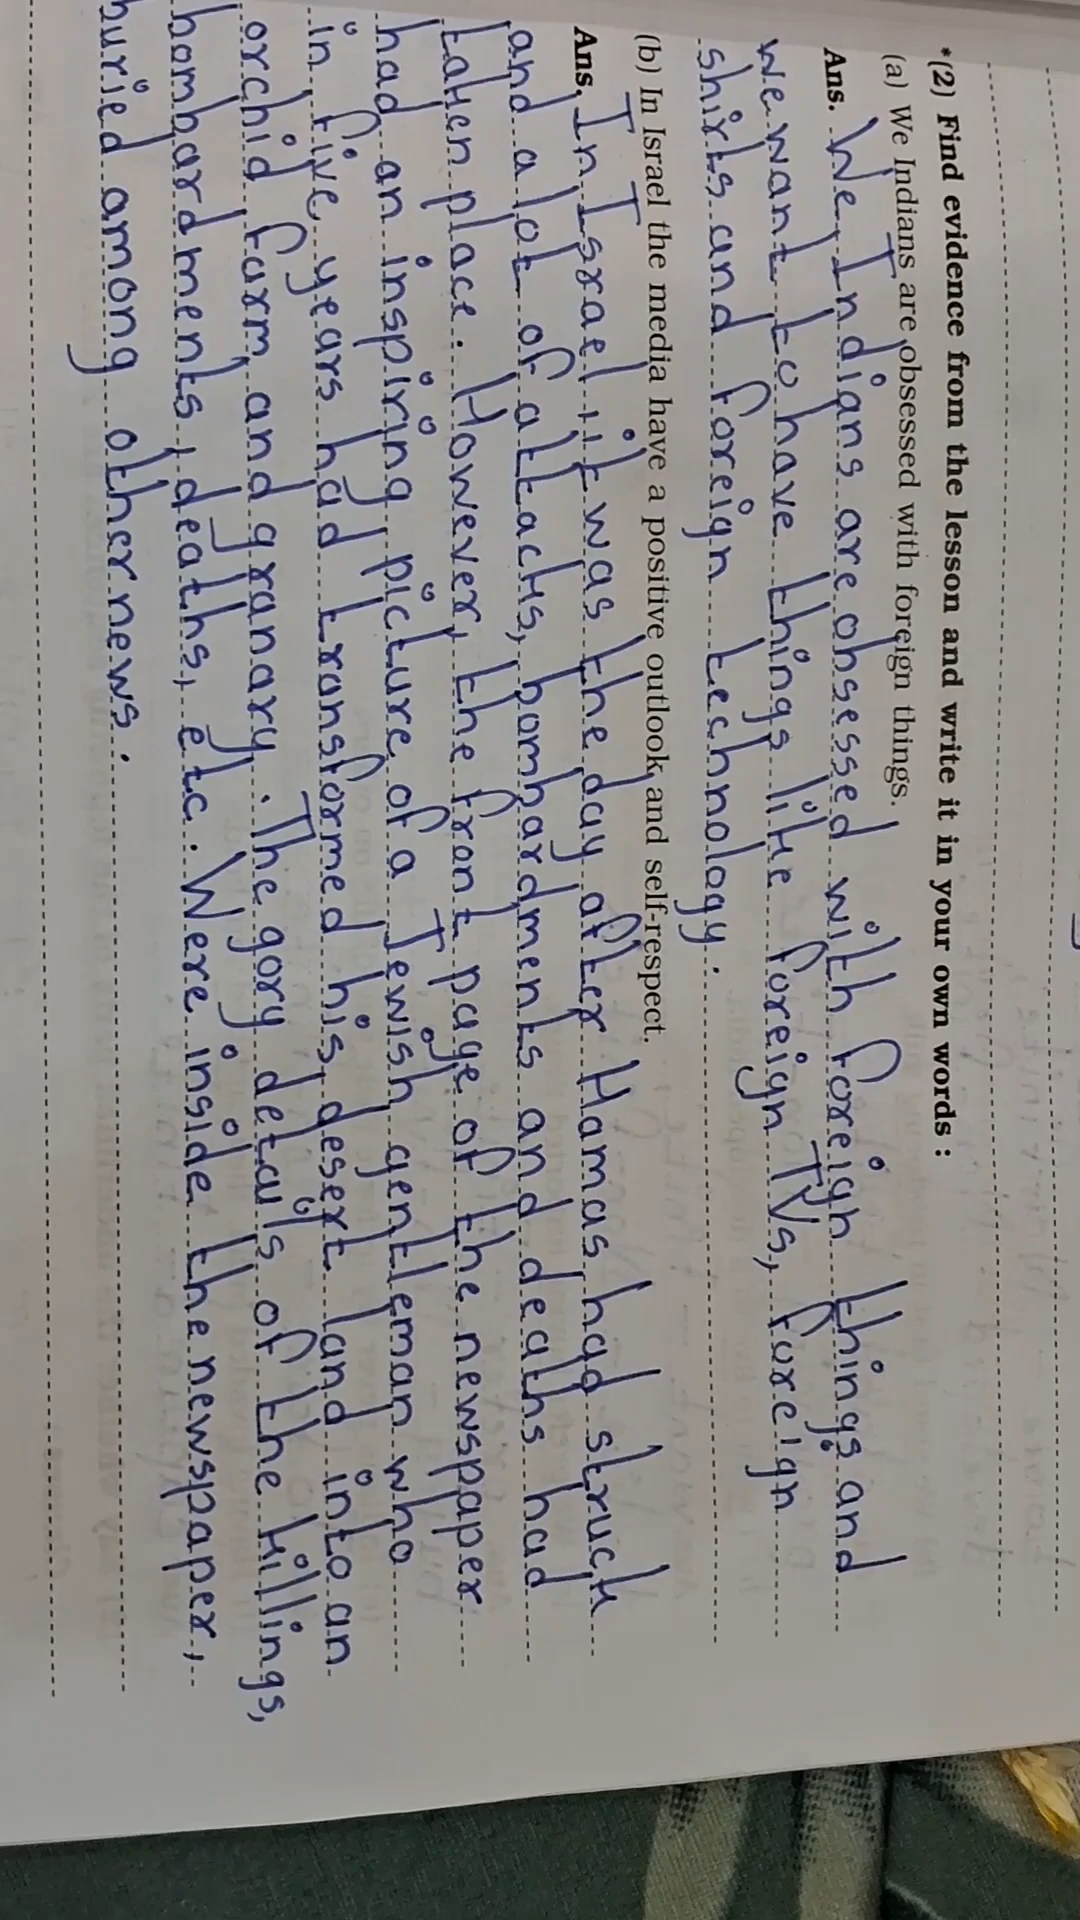 *(2) Find evidence from the lesson and write it in your own words :
(a) We Indians are obsessed with foreign things.
Ans. We Indians are obsessed with foreign things and
we want to have things like foreign TVs, foreign
shirts and foreign technology.
(b) In Israel the media have a positive outlook and self-respect.
Ans. In Israel, it was the day after Hamas had struck
and a lot of attacks, bombardments and deaths had
taken place. However, the front page of the newspaper
had an inspiring picture of a Jewish gentleman who
in five years had transformed his desert land into an
orchid farm and granary. The gory details of the killings,
bombardments, deaths, etc. Were inside the newspaper,
buried among other news.